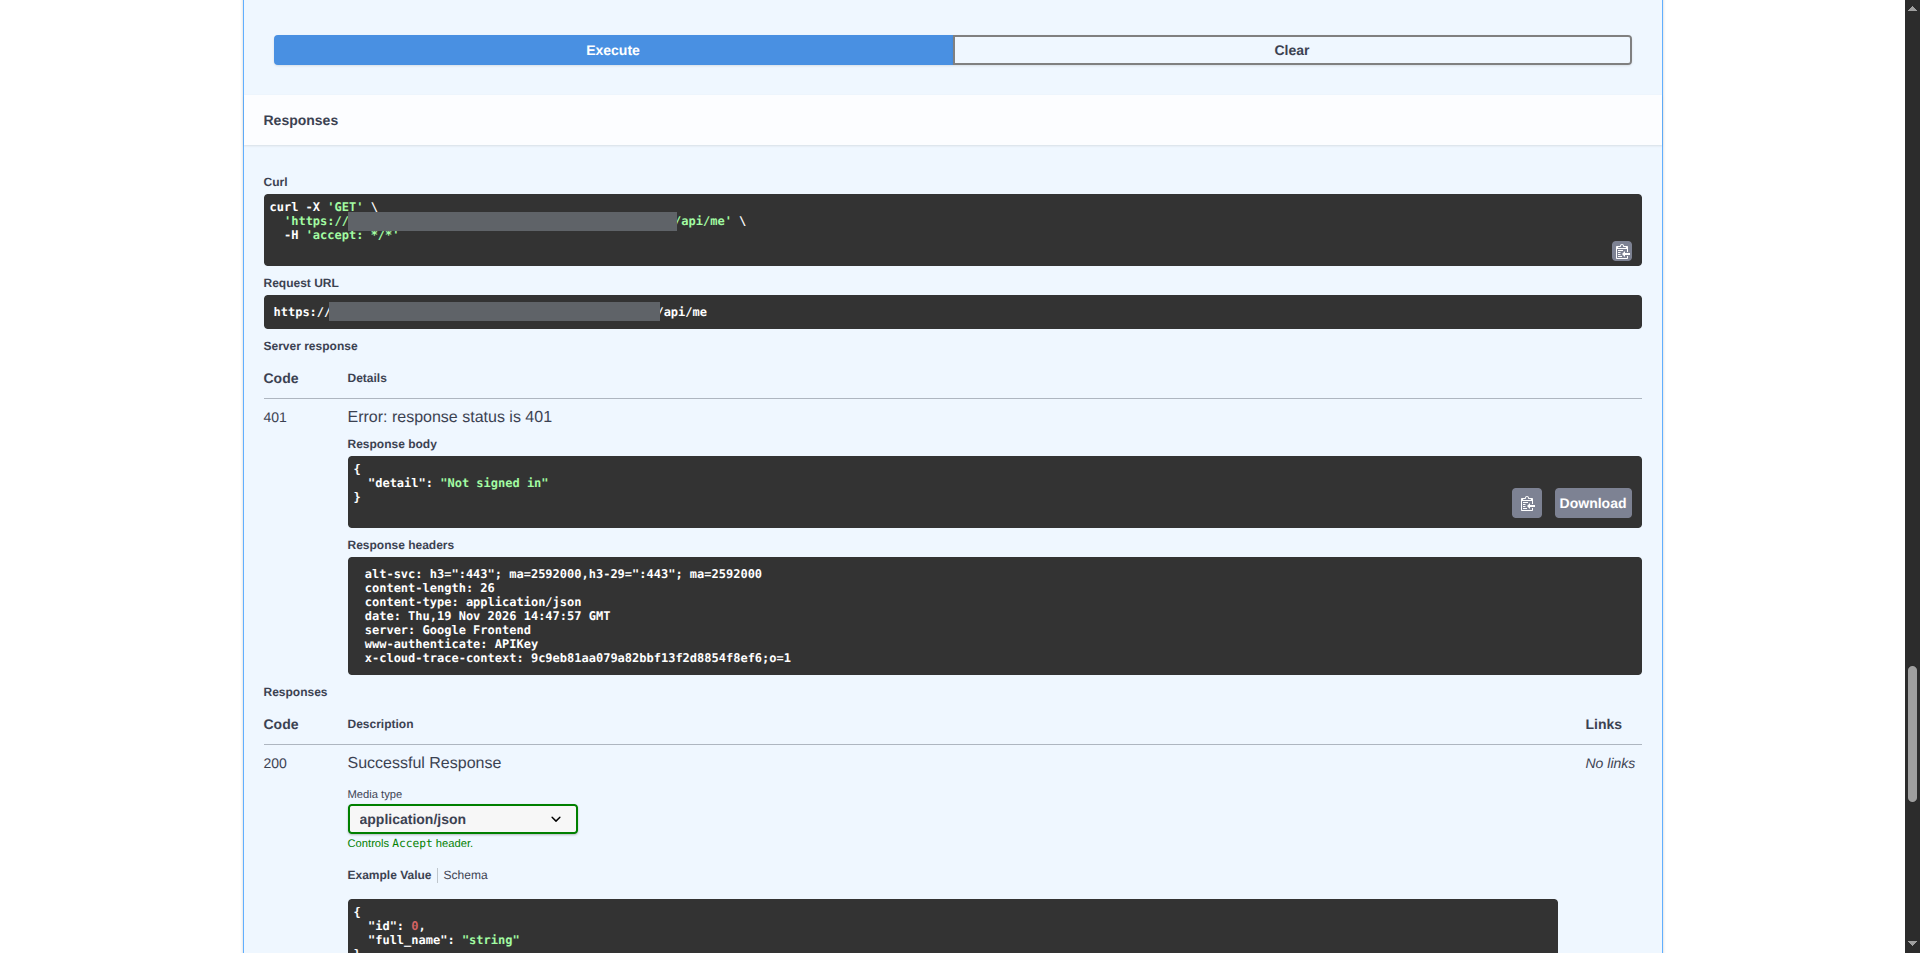 Execute
Clear
Responses
Curl
curl -X 'GET' \
'https:///api/me' \
-H 'accept: */*'
Request URL
https:///api/me
Server response
Code Details
401 Error: response status is 401
Response body
{
"detail": "Not signed in"
}
Download
Response headers
alt-svc: h3=":443"; ma=2592000,h3-29=":443"; ma=2592000
content-length: 26
content-type: application/json
date: Thu,19 Nov 2026 14:47:57 GMT
server: Google Frontend
www-authenticate: APIKey
x-cloud-trace-context: 9c9eb81aa079a82bbf13f2d8854f8ef6;o=1
Responses
Code Description Links
200 Successful Response No links
Media type
application/json
Controls Accept header.
Example Value Schema
{
"id": 0,
"full_name": "string"